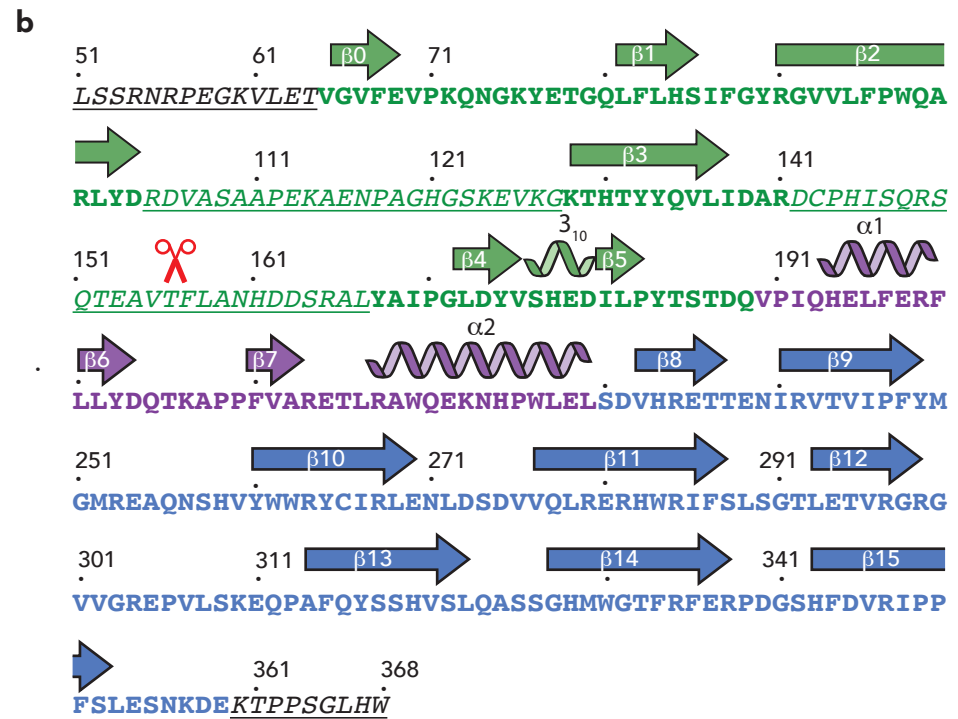 b
51 61 β0 71 β1 β2
LSSRNRPEGKVLETVGVFEVPKQNGKYETGQLFLHSIFGYRGVVLFPWQA
111 121 β3 141
RLYDRDVASAAPEKAENPAGHGSKEVKGKTHTYYQVLIDARDCPHISQRS
151 161 β4 3₁₀ β5 191 α1
QTEAVTFLANHDDSRALYAIPGLDYVSHEDILPYTSTDQVPIQHELFERF
β6 β7 α2 β8 β9
LLYDQTKAPPFVARETLRAWQEKNHPWLELSDVHRETTENIRVTVIPFYM
251 β10 271 β11 291 β12
GMREAQNSHVYWWRYCIRLENLDSDVVQLRERHWRIFSLSGTLETVRGRG
301 311 β13 β14 341 β15
VVGREPVLSKEQPAFQYSSHVSLQASSGHMWGTFRFERPDGSHFDVRIPP
361 368
FSLESNKDEKTPPSGLHW